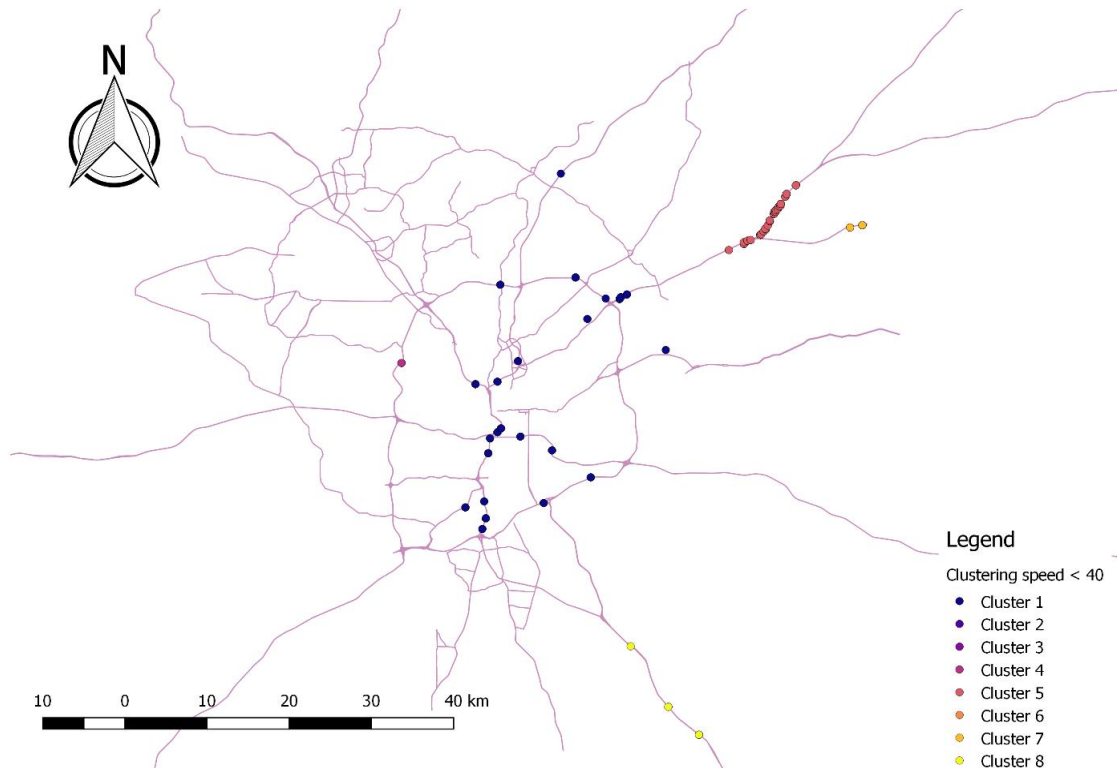 N
Legend
Clustering speed < 40
Cluster 1
Cluster 2
Cluster 3
Cluster 4
Cluster 5
Cluster 6
Cluster 7
Cluster 8
10 0 10 20 30 40 km